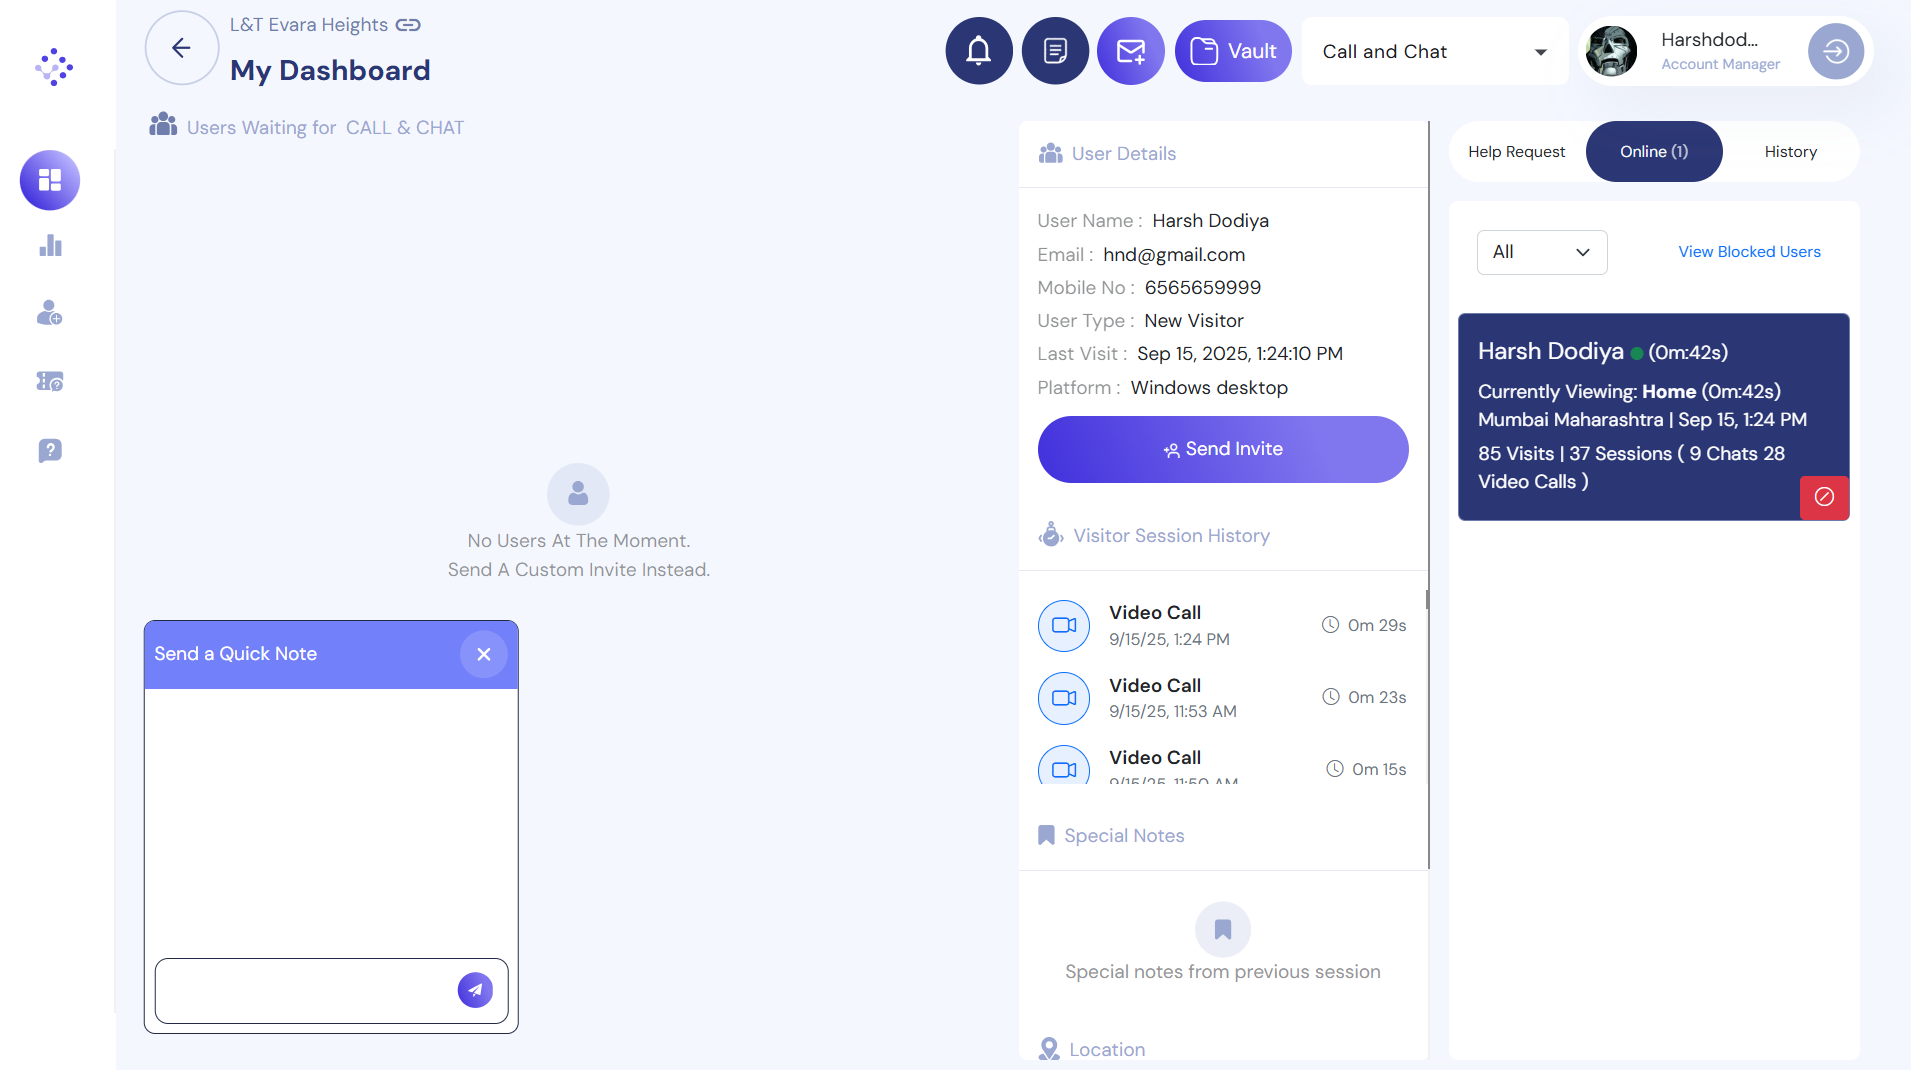 L&T Evara Heights
My Dashboard
Vault
Call and Chat
Harshdod...
Account Manager
Users Waiting for CALL & CHAT
No Users At The Moment.
Send A Custom Invite Instead.
Send a Quick Note
User Details
User Name : Harsh Dodiya
Email : hnd@gmail.com
Mobile No : 6565659999
User Type : New Visitor
Last Visit : Sep 15, 2025, 1:24:10 PM
Platform : Windows desktop
Send Invite
Visitor Session History
Video Call
9/15/25, 1:24 PM
0m 29s
Video Call
9/15/25, 11:53 AM
0m 23s
Video Call
9/15/25, 11:50 AM
0m 15s
Special Notes
Special notes from previous session
Location
Help Request
Online (1)
History
All
View Blocked Users
Harsh Dodiya (0m:42s)
Currently Viewing: Home (0m:42s)
Mumbai Maharashtra | Sep 15, 1:24 PM
85 Visits | 37 Sessions ( 9 Chats 28
Video Calls )